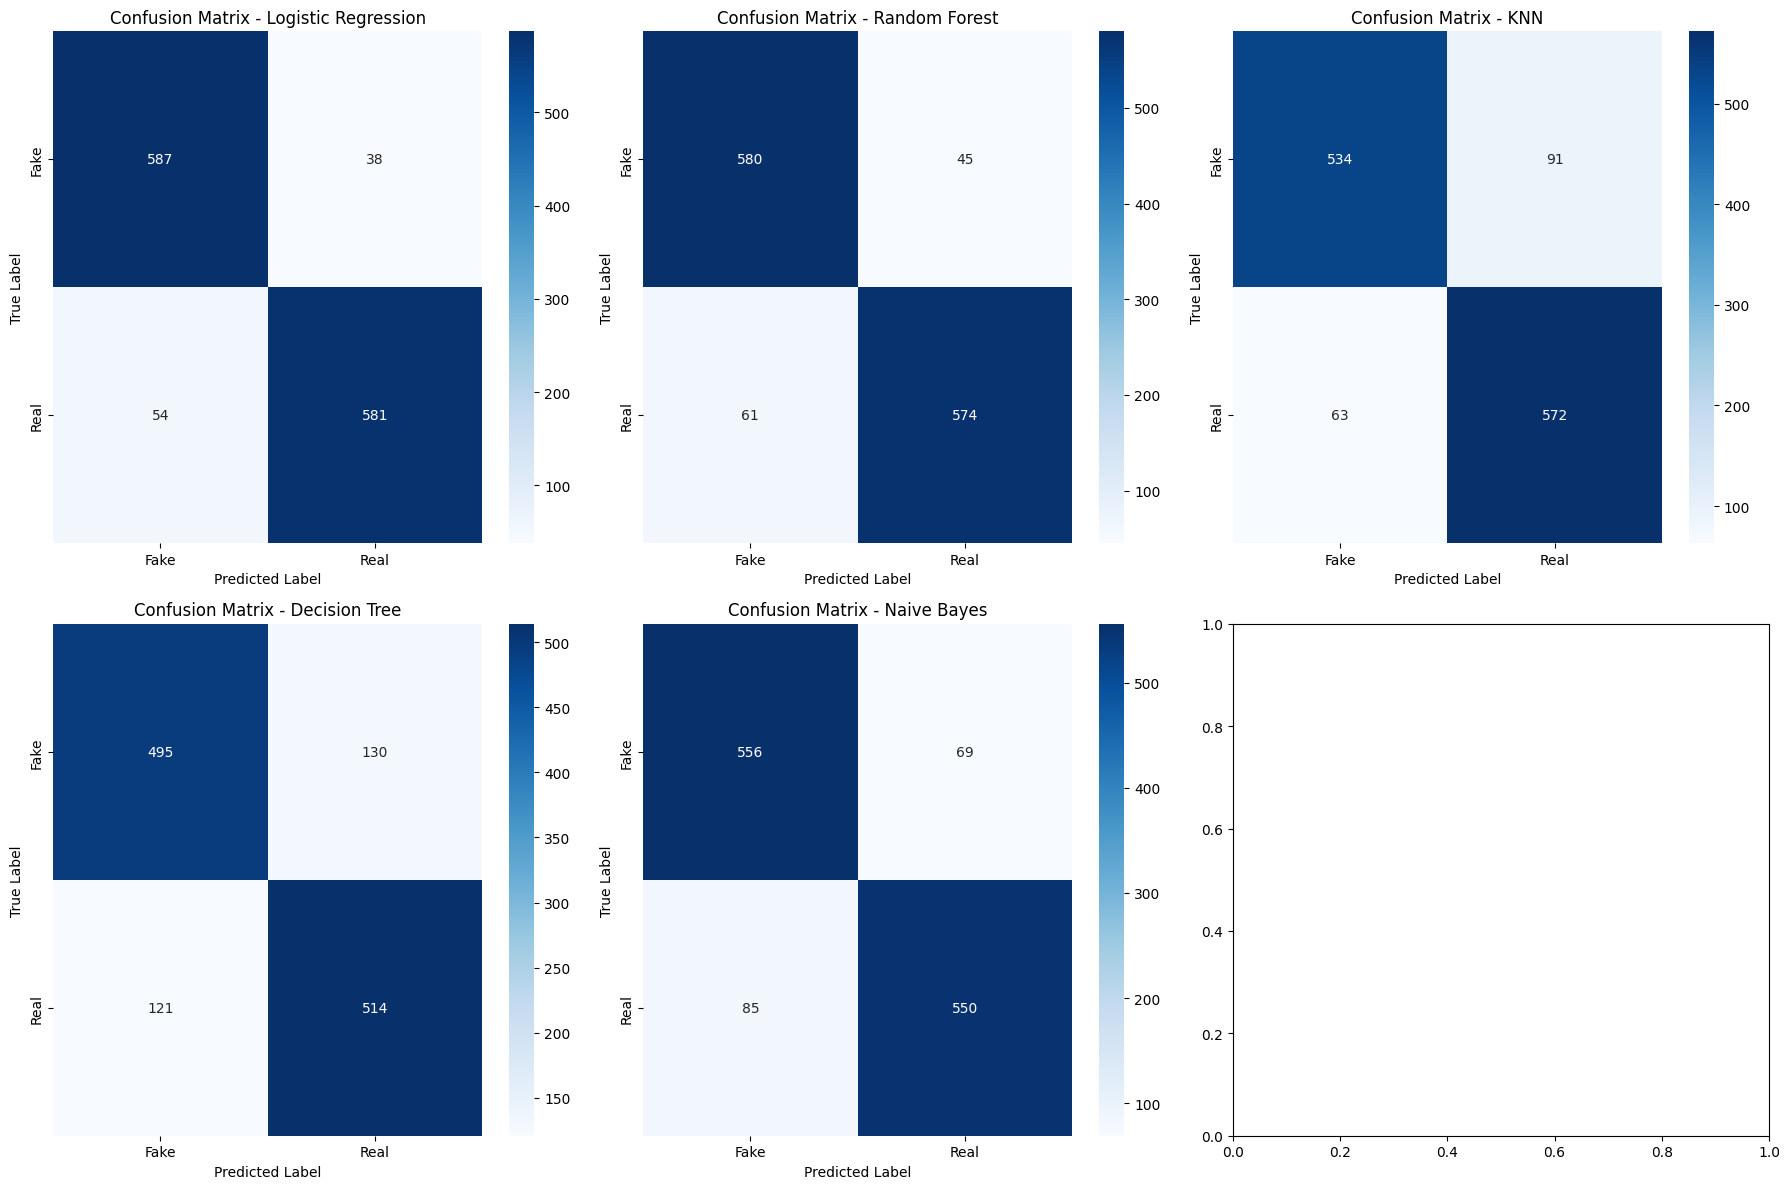 Confusion Matrix - Logistic Regression
Fake
587
38
Real
54
581
True Label
Fake
Real
Predicted Label
500
400
300
200
100
Confusion Matrix - Random Forest
Fake
580
45
Real
61
574
True Label
Fake
Real
Predicted Label
500
400
300
200
100
Confusion Matrix - KNN
Fake
534
91
Real
63
572
True Label
Fake
Real
Predicted Label
500
400
300
200
100
Confusion Matrix - Decision Tree
Fake
495
130
Real
121
514
True Label
Fake
Real
Predicted Label
500
450
400
350
300
250
200
150
Confusion Matrix - Naive Bayes
Fake
556
69
Real
85
550
True Label
Fake
Real
Predicted Label
500
400
300
200
100
1.0
0.8
0.6
0.4
0.2
0.0
0.0
0.2
0.4
0.6
0.8
1.0